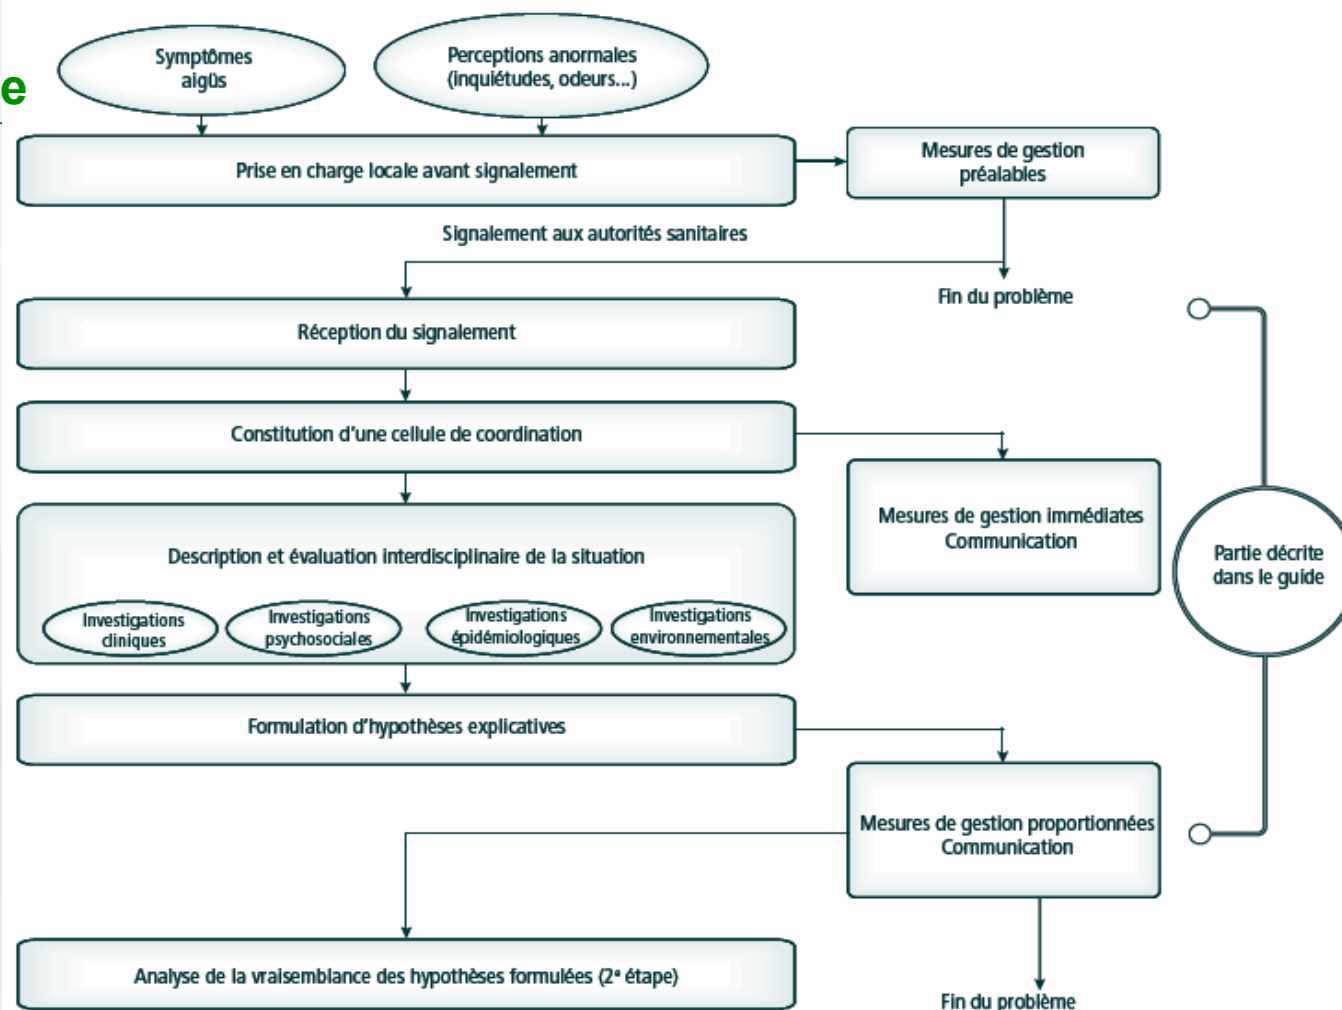 e
Symptômes
aigüs
Perceptions anormales
(inquiétudes, odeurs...)
Prise en charge locale avant signalement
Mesures de gestion
préalables
Signalement aux autorités sanitaires
Fin du problème
Réception du signalement
Constitution d'une cellule de coordination
Mesures de gestion immédiates
Communication
Description et évaluation interdisciplinaire de la situation
Investigations
cliniques
Investigations
psychosociales
Investigations
épidémiologiques
Investigations
environnementales
Partie décrite
dans le guide
Formulation d'hypothèses explicatives
Mesures de gestion proportionnées
Communication
Analyse de la vraisemblance des hypothèses formulées (2e étape)
Fin du problème